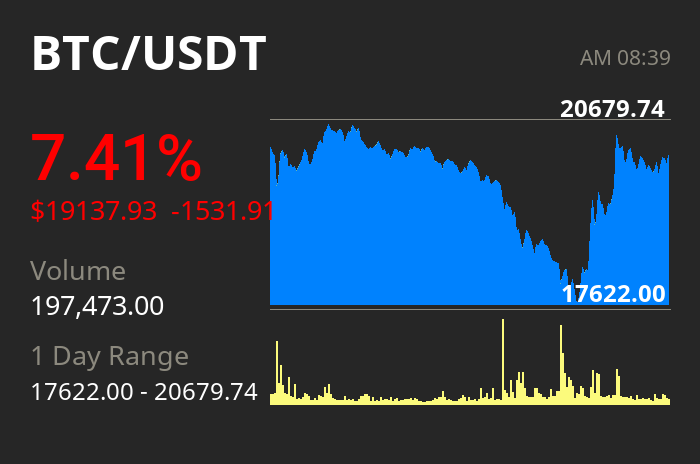 BTC/USDT
AM 08:39
20679.74
7.41%
$19137.93 -1531.91
17622.00
Volume
197,473.00
1 Day Range
17622.00 - 20679.74